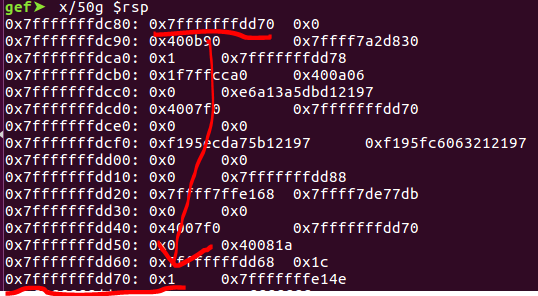 gef➤ x/50g $rsp
0x7fffffffdc80: 0x7fffffffdd70 0x0
0x7fffffffdc90: 0x400b90 0x7ffff7a2d830
0x7fffffffdca0: 0x1 0x7fffffffdd78
0x7fffffffdcb0: 0x1f7ffcca0 0x400a06
0x7fffffffdcc0: 0x0 0xe6a13a5dbd12197
0x7fffffffdcd0: 0x4007f0 0x7fffffffdd70
0x7fffffffdce0: 0x0 0x0
0x7fffffffdcf0: 0xf195ecda75b12197 0xf195fc6063212197
0x7fffffffdd00: 0x0 0x0
0x7fffffffdd10: 0x0 0x7fffffffdd88
0x7fffffffdd20: 0x7ffff7ffe168 0x7ffff7de77db
0x7fffffffdd30: 0x0 0x0
0x7fffffffdd40: 0x4007f0 0x7fffffffdd70
0x7fffffffdd50: 0x0 0x40081a
0x7fffffffdd60: 0x7fffffffdd68 0x1c
0x7fffffffdd70: 0x1 0x7fffffffe14e